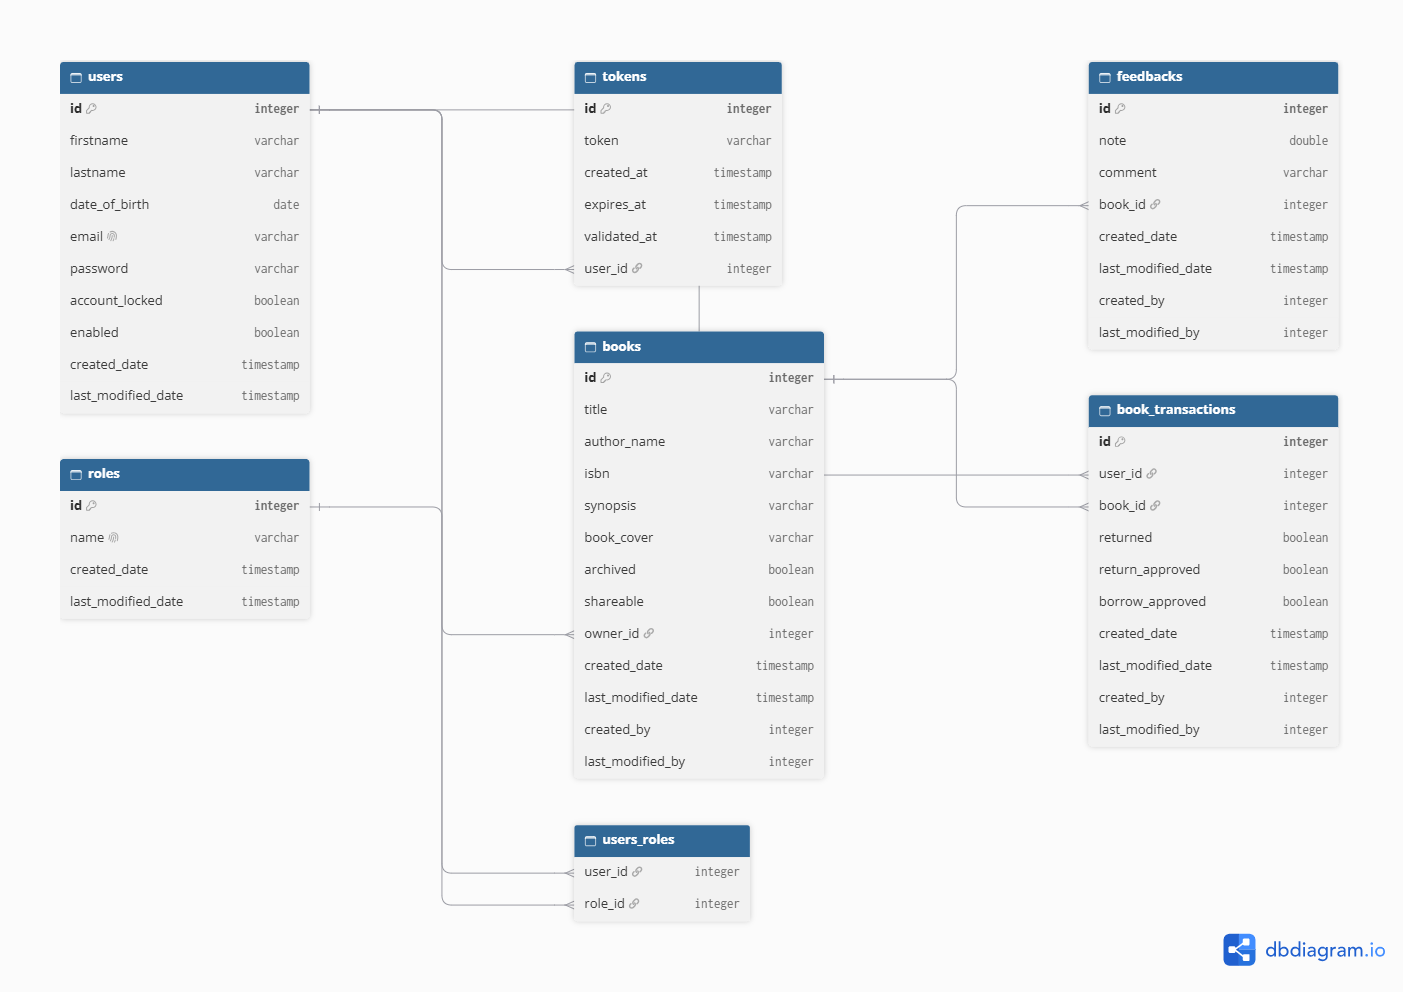 users
id integer
firstname varchar
lastname varchar
date_of_birth date
email varchar
password varchar
account_locked boolean
enabled boolean
created_date timestamp
last_modified_date timestamp
roles
id integer
name varchar
created_date timestamp
last_modified_date timestamp
tokens
id integer
token varchar
created_at timestamp
expires_at timestamp
validated_at timestamp
user_id integer
books
id integer
title varchar
author_name varchar
isbn varchar
synopsis varchar
book_cover varchar
archived boolean
shareable boolean
owner_id integer
created_date timestamp
last_modified_date timestamp
created_by integer
last_modified_by integer
users_roles
user_id integer
role_id integer
feedbacks
id integer
note double
comment varchar
book_id integer
created_date timestamp
last_modified_date timestamp
created_by integer
last_modified_by integer
book_transactions
id integer
user_id integer
book_id integer
returned boolean
return_approved boolean
borrow_approved boolean
created_date timestamp
last_modified_date timestamp
created_by integer
last_modified_by integer
dbdiagram.io